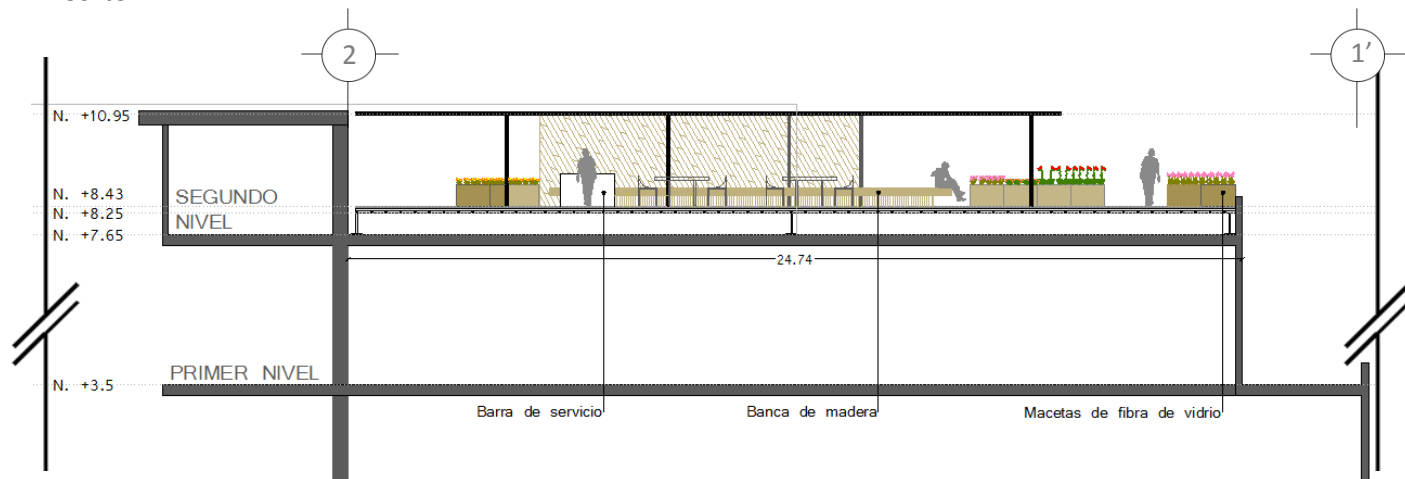 2
1’
N. +10.95
N. +8.43
SEGUNDO
N. +8.25
NIVEL
N. +7.65
24.74
PRIMER NIVEL
N. +3.5
Barra de servicio
Banca de madera
Macetas de fibra de vidrio